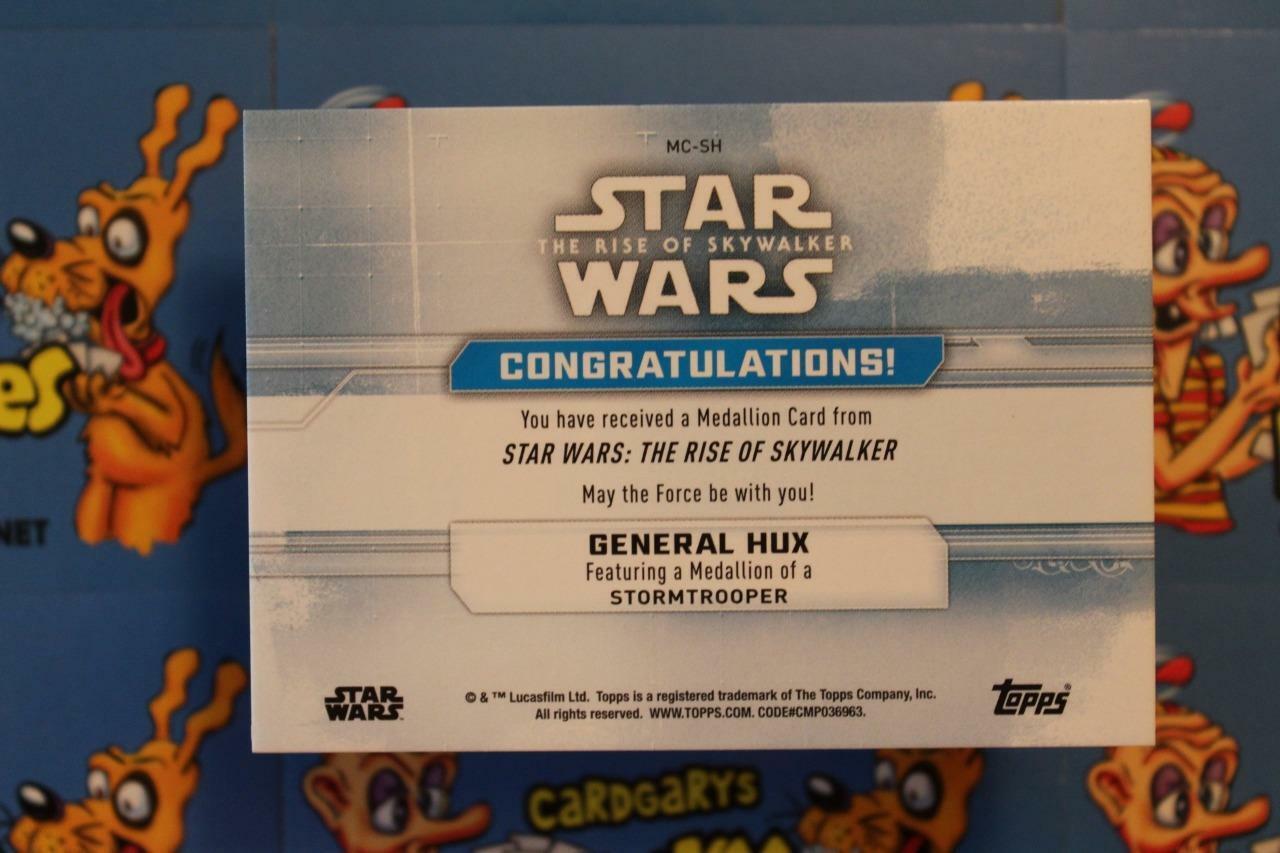 MC-SH
STAR
THE RISE OF SKYWALKER
WARS
CONGRATULATIONS!
You have received a Medallion Card from
STAR WARS: THE RISE OF SKYWALKER
May the Force be with you!
GENERAL HUX
Featuring a Medallion of a
STORMTROOPER
STAR
WARS
© & ™ Lucasfilm Ltd. Topps is a registered trademark of The Topps Company, Inc.
All rights reserved. WWW.TOPPS.COM. CODE#CMP036963.
topps®
es
NET
CARDGARYS